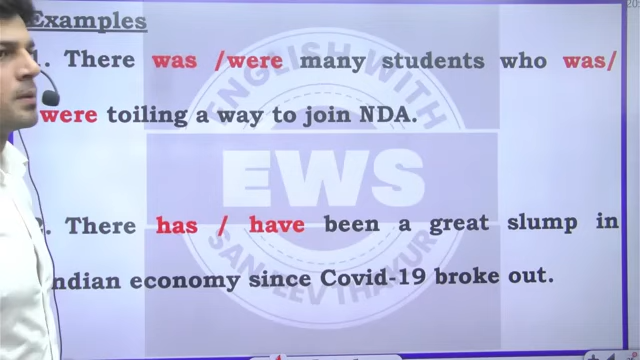 Examples
There was /were many students who was/
were toiling a way to join NDA.
ENGLISH WITH
EWS
SANJEEV THAKUR
There has / have been a great slump in
ndian economy since Covid-19 broke out.